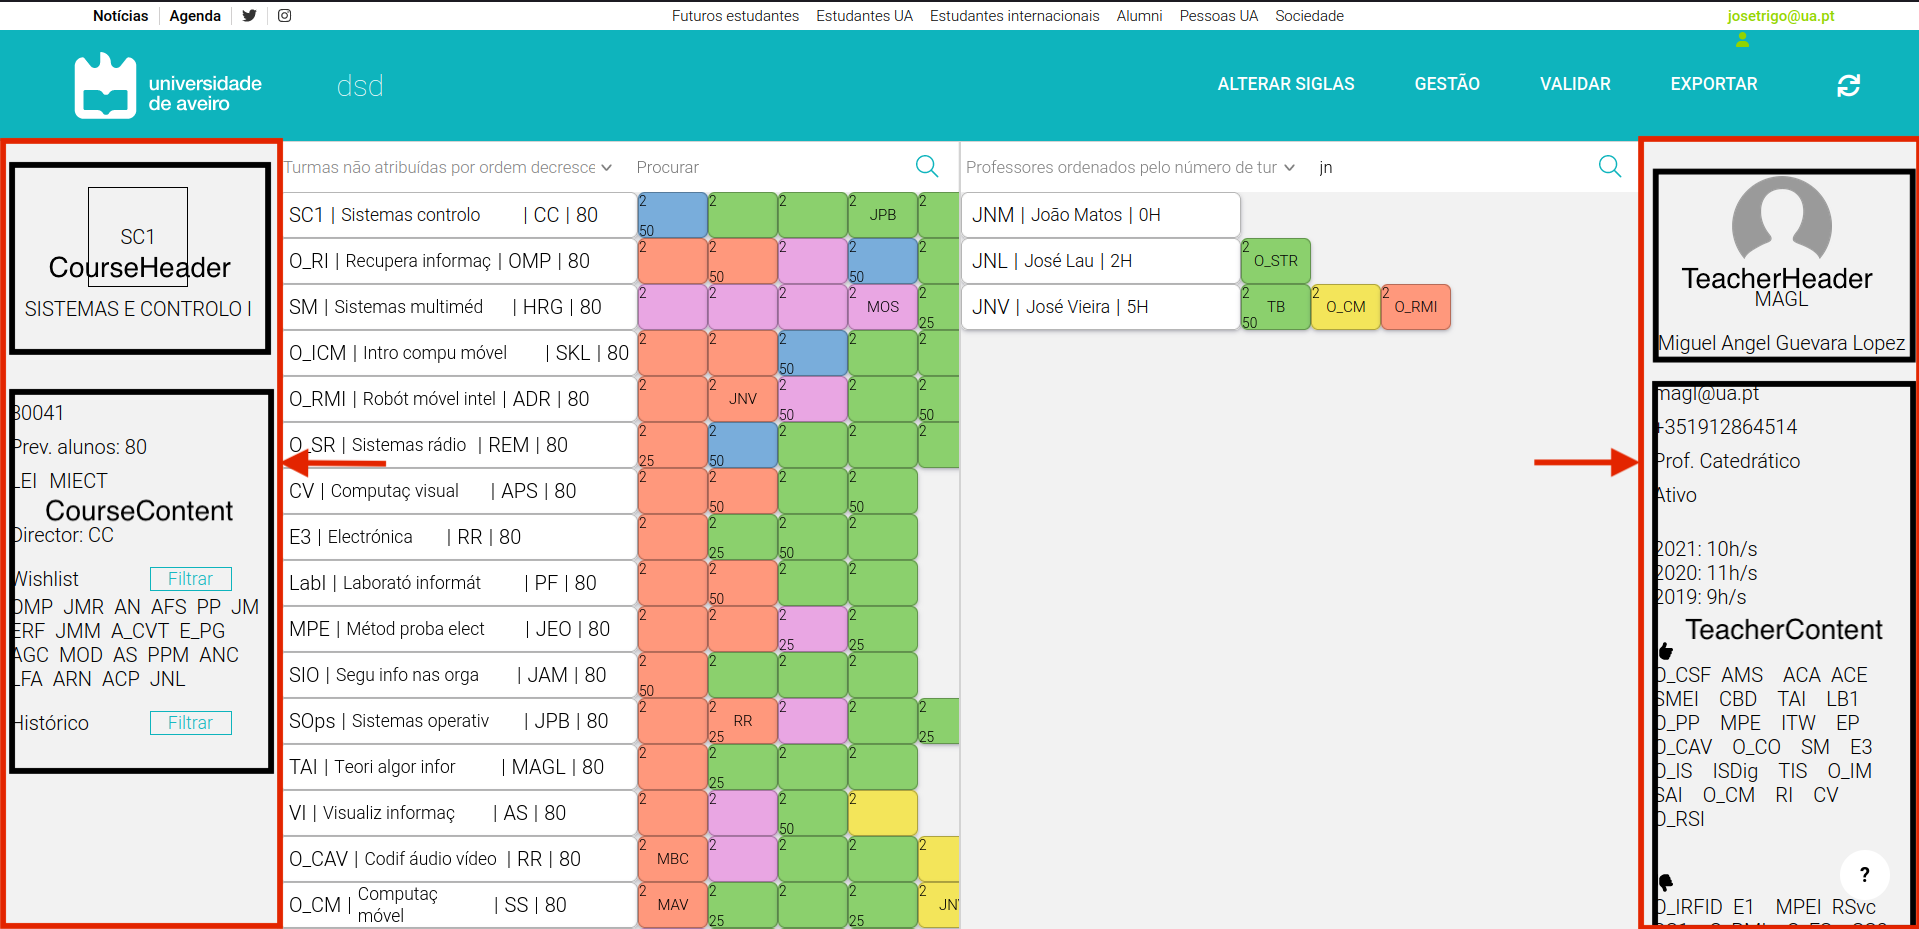 Notícias Agenda Futuros estudantes Estudantes UA Estudantes internacionais Alumni Pessoas UA Sociedade josetrigo@ua.pt
universidade
de aveiro
dsd ALTERAR SIGLAS GESTÃO VALIDAR EXPORTAR
SC1
CourseHeader
SISTEMAS E CONTROLO I
30041
Prev. alunos: 80
LEI MIECT
CourseContent
Director: CC
Wishlist Filtrar
OMP JMR AN AFS PP JM
ERF JMM A_CVT E_PG
AGC MOD AS PPM ANC
LFA ARN ACP JNL
Histórico Filtrar
Turmas não atribuídas por ordem decresce Procurar
SC1 | Sistemas controlo | CC | 80 2 50 2 2 2 JPB 2
O_RI | Recupera informaç | OMP | 80 2 2 50 2 2 50 2
SM | Sistemas multiméd | HRG | 80 2 2 2 2 MOS 2 25
O_ICM | Intro compu móvel | SKL | 80 2 2 2 50 2 2
O_RMI | Robót móvel intel | ADR | 80 2 2 JNV 2 50 2 2 50
O_SR | Sistemas rádio | REM | 80 2 25 2 50 2 2 2
CV | Computaç visual | APS | 80 2 2 50 2 2 50
E3 | Electrónica | RR | 80 2 2 25 2 50 2
LabI | Laborató informát | PF | 80 2 2 50 2 2
MPE | Métod proba elect | JEO | 80 2 2 2 25 2 25
SIO | Segu info nas orga | JAM | 80 2 50 2 2 2
SOps | Sistemas operativ | JPB | 80 2 2 RR 25 2 2 2 25
TAI | Teori algor infor | MAGL | 80 2 2 25 2 2
VI | Visualiz informaç | AS | 80 2 2 2 50 2
O_CAV | Codif áudio vídeo | RR | 80 2 MBC 2 2 2 2
O_CM | Computaç móvel | SS | 80 2 MAV 2 25 2 2 25 2 JN
Professores ordenados pelo número de tur jn
JNM | João Matos | 0H
JNL | José Lau | 2H 2 O_STR
JNV | José Vieira | 5H 2 TB 50 2 O_CM 2 O_RMI
TeacherHeader
MAGL
Miguel Angel Guevara Lopez
magl@ua.pt
+351912864514
Prof. Catedrático
Ativo
2021: 10h/s
2020: 11h/s
2019: 9h/s
TeacherContent
O_CSF AMS ACA ACE
SMEI CBD TAI LB1
O_PP MPE ITW EP
O_CAV O_CO SM E3
O_IS ISDig TIS O_IM
SAI O_CM RI CV
O_RSI
?
O_IRFID E1 MPEI RSvc